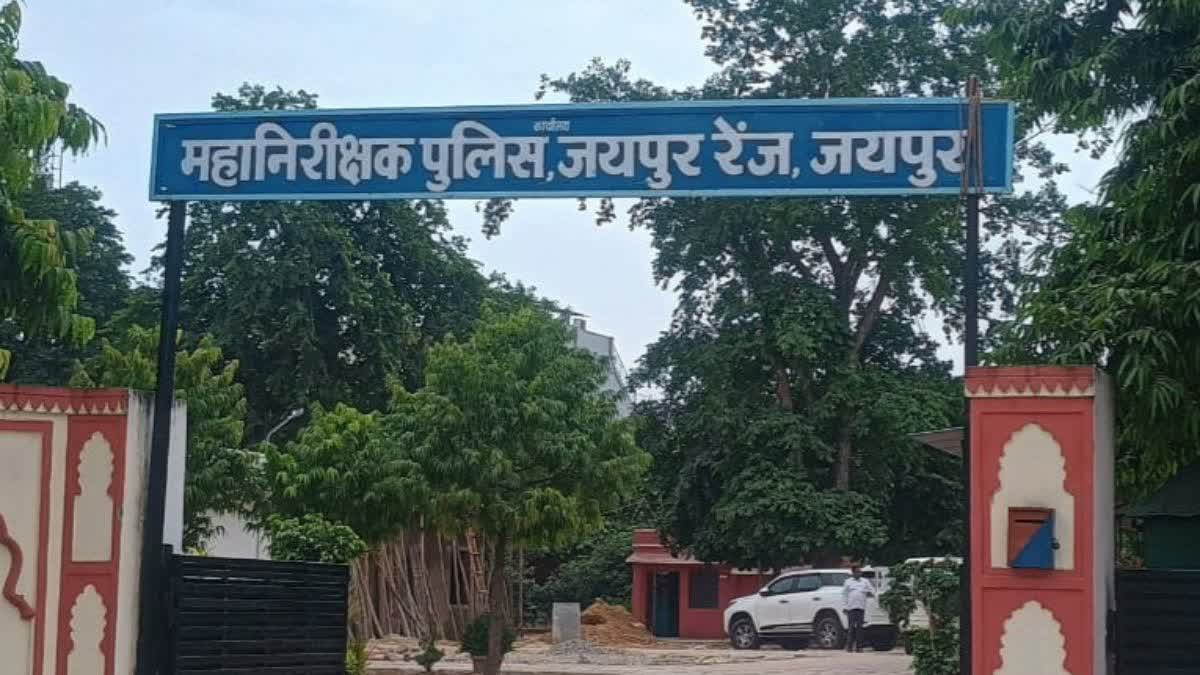 कार्यालय
महानिरीक्षक पुलिस, जयपुर रेंज, जयपुर